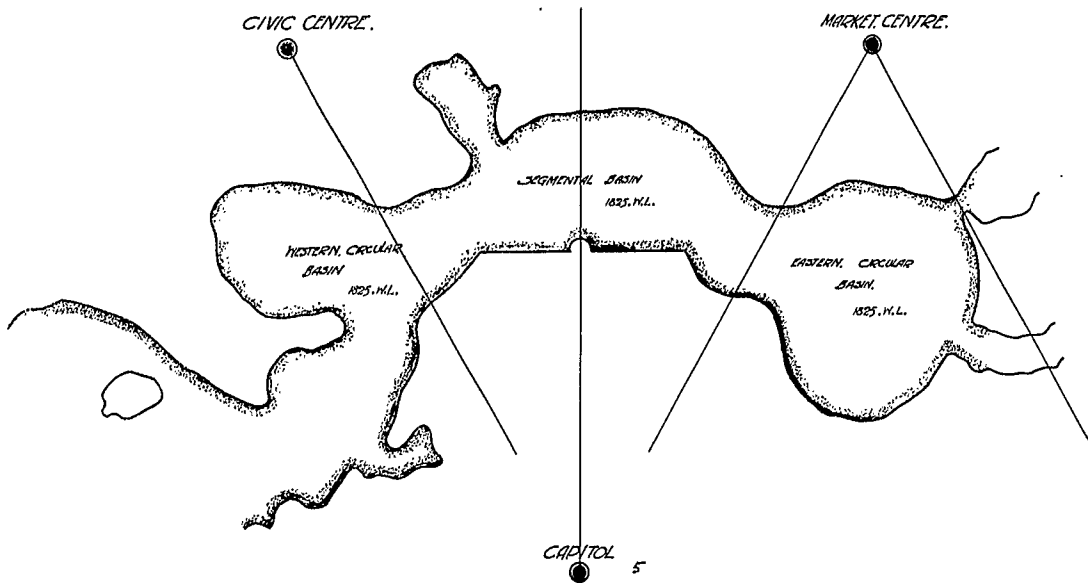 CIVIC CENTRE.
MARKET CENTRE.
SEGMENTAL BASIN
1825.W.L.
WESTERN, CIRCULAR
BASIN
1825.W.L.
EASTERN, CIRCULAR
BASIN.
1825.W.L.
CAPITOL
5